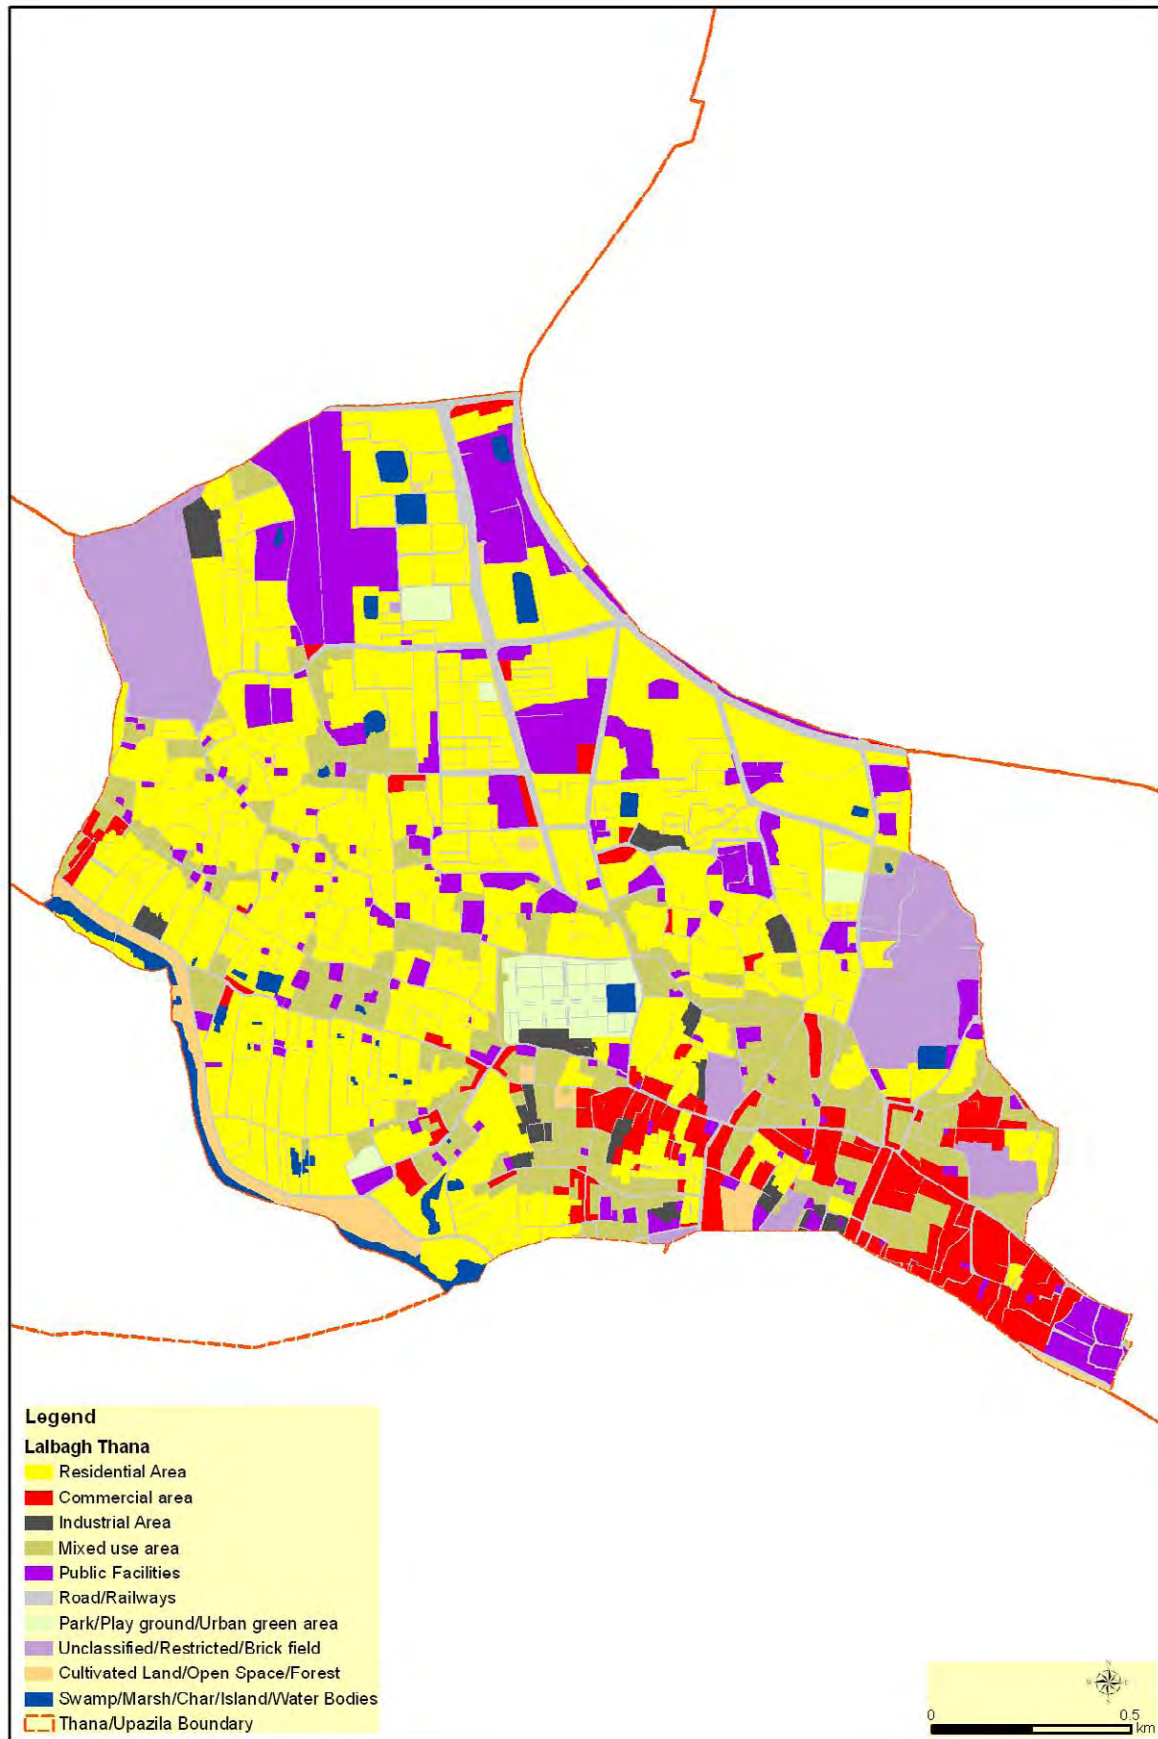 Legend
Lalbagh Thana
Residential Area
Commercial area
Industrial Area
Mixed use area
Public Facilities
Road/Railways
Park/Play ground/Urban green area
Unclassified/Restricted/Brick field
Cultivated Land/Open Space/Forest
Swamp/Marsh/Char/Island/Water Bodies
Thana/Upazila Boundary
N
W
E
S
0 0.5
km